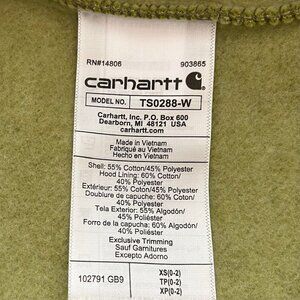 RN#14806 903665
carhartt
MODEL NO. TS0288-W
Carhartt, Inc. P.O. Box 600
Dearborn, MI 48121 USA
carhartt.com
Made in Vietnam
Fabriqué au Vietnam
Hecho en Vietnam
Shell: 55% Cotton/45% Polyester
Hood Lining: 60% Cotton/
40% Polyester
Extérieur: 55% Coton/45% Polyester
Doublure de capuche: 60% Coton/
40% Polyester
Tela Exterior: 55% Algodón/
45% Poliéster
Forro de la capucha: 60% Algodón/
40% Poliéster
Exclusive Trimming
Sauf Garnitures
Excepto Adorno
102791 GB9
XS(0-2)
TP(0-2)
XP(0-2)